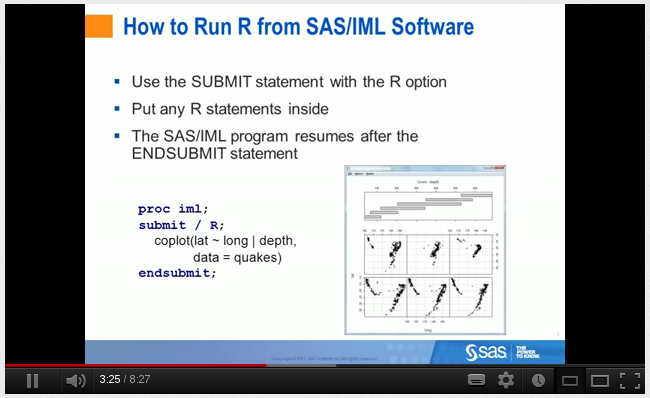 How to Run R from SAS/IML Software
Use the SUBMIT statement with the R option
Put any R statements inside
The SAS/IML program resumes after the
ENDSUBMIT statement
proc iml;
submit / R;
coplot(lat ~ long | depth,
data = quakes)
endsubmit;
Given : depth
lat
long
sas
THE
POWER
TO KNOW.
3:25 / 8:27